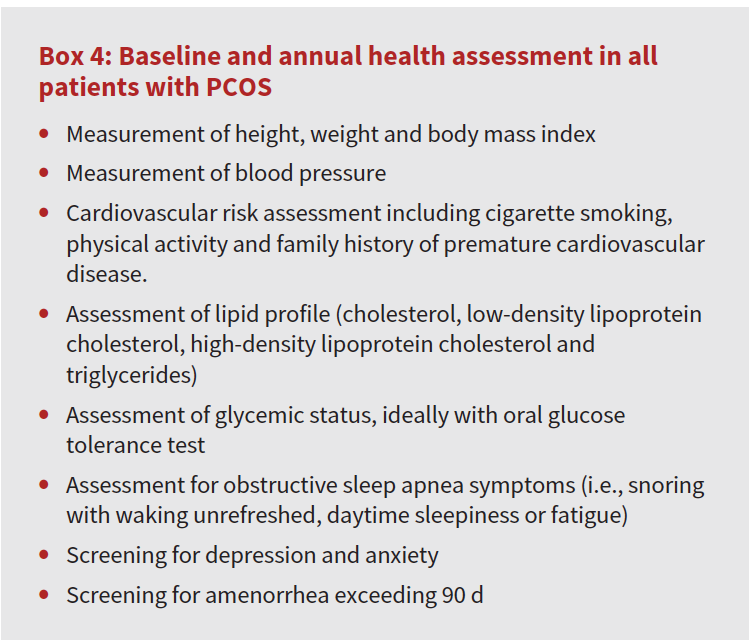 Box 4: Baseline and annual health assessment in all
patients with PCOS
• Measurement of height, weight and body mass index
• Measurement of blood pressure
• Cardiovascular risk assessment including cigarette smoking,
physical activity and family history of premature cardiovascular
disease.
• Assessment of lipid profile (cholesterol, low-density lipoprotein
cholesterol, high-density lipoprotein cholesterol and
triglycerides)
• Assessment of glycemic status, ideally with oral glucose
tolerance test
• Assessment for obstructive sleep apnea symptoms (i.e., snoring
with waking unrefreshed, daytime sleepiness or fatigue)
• Screening for depression and anxiety
• Screening for amenorrhea exceeding 90 d